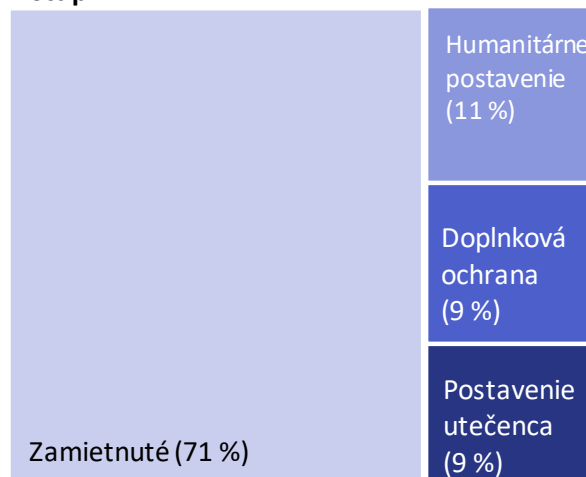 Humanitárne
postavenie
(11 %)
Doplnková
ochrana
(9 %)
Postavenie
utečenca
(9 %)
Zamietnuté (71 %)